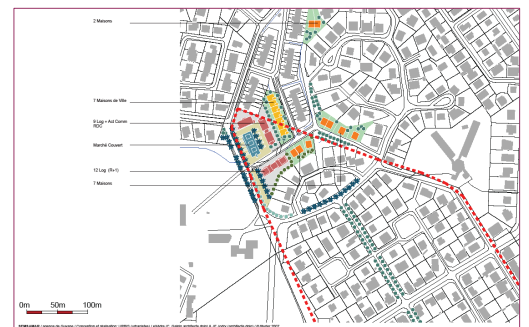 2 Maisons
7 Maisons de Ville
8 Log + Act Comm
RDC
Marché Couvert
12 Log (R+1)
7 Maisons
0m 50m 100m